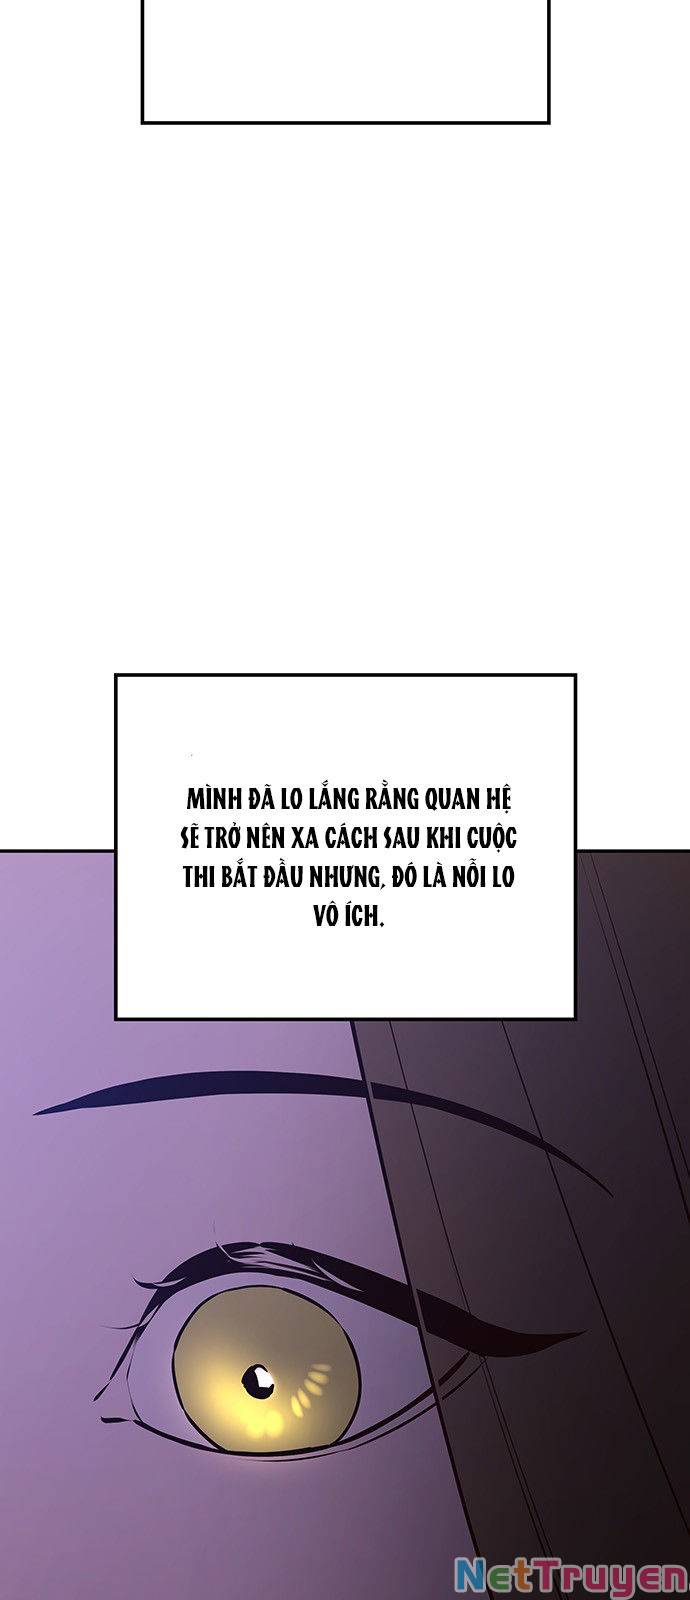 MÌNH ĐÃ LO LẮNG RẰNG QUAN HỆ
SẼ TRỞ NÊN XA CÁCH SAU KHI CUỘC
THI BẮT ĐẦU NHƯNG, ĐÓ LÀ NỖI LO
VÔ ÍCH.
NetTruyen